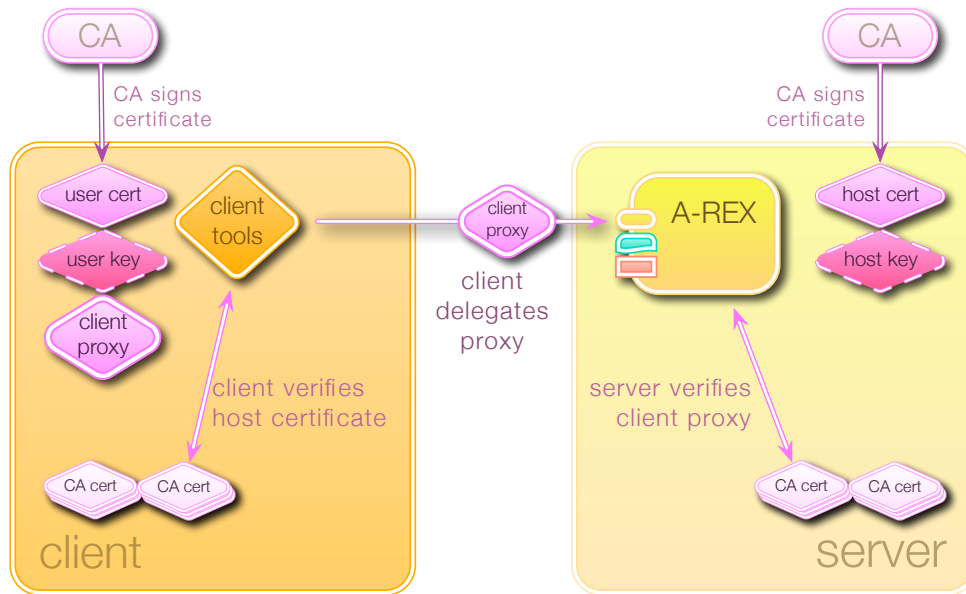 CA
CA signs
certificate
user cert
user key
client
proxy
client
tools
client verifies
host certificate
CA cert
CA cert
client
client
proxy
client
delegates
proxy
CA
CA signs
certificate
A-REX
host cert
host key
server verifies
client proxy
CA cert
CA cert
server